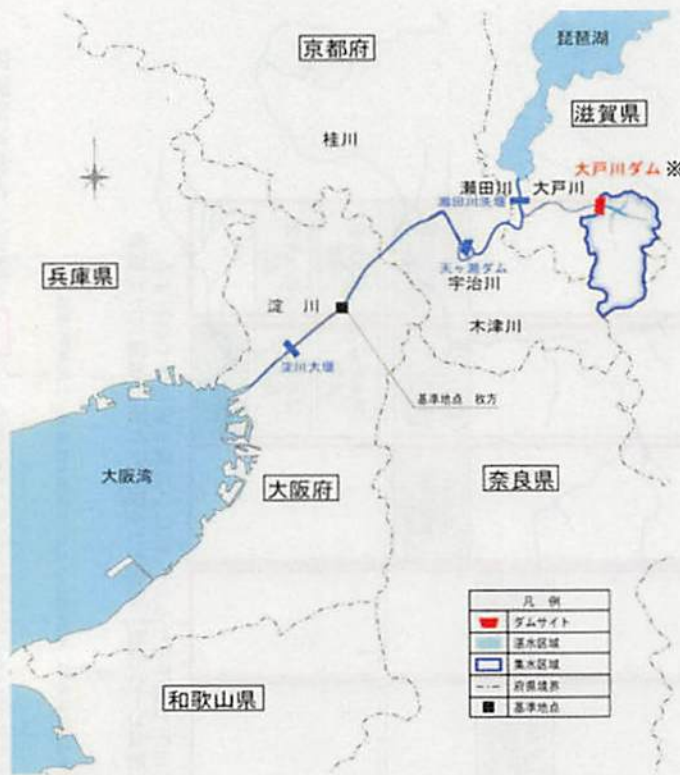 京都府
琵琶湖
滋賀県
桂川
大戸川ダム ※
瀬田川 大戸川
瀬田川洗堰
兵庫県
天ヶ瀬ダム
宇治川
淀 川
木津川
淀川大堰
基準地点 枚方
大阪湾
大阪府
奈良県
凡 例
ダムサイト
湛水区域
集水区域
府県境界
基準地点
和歌山県